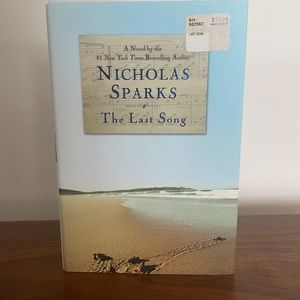 A Novel by the
#1 New York Times Bestselling Author
NICHOLAS
SPARKS
The Last Song